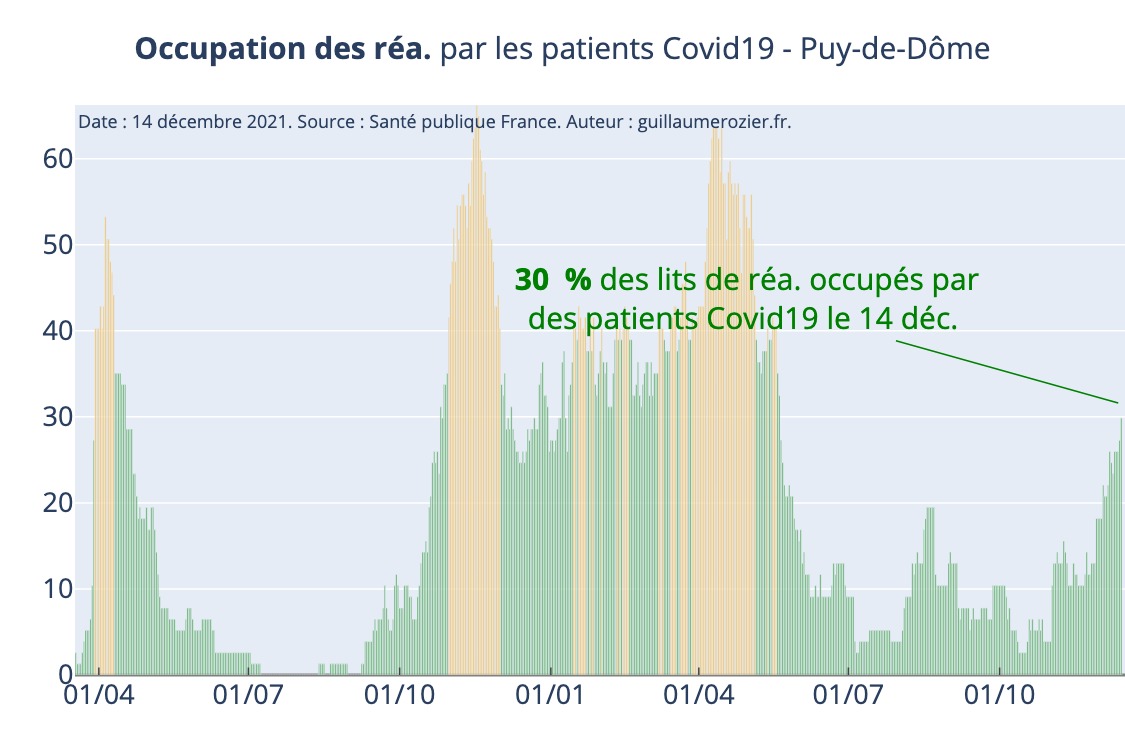 Occupation des réa. par les patients Covid19 - Puy-de-Dôme
Date : 14 décembre 2021. Source : Santé publique France. Auteur : guillaumerozier.fr.
60
50
30 % des lits de réa. occupés par
des patients Covid19 le 14 déc.
40
30
20
10
0
01/04 01/07 01/10 01/01 01/04 01/07 01/10